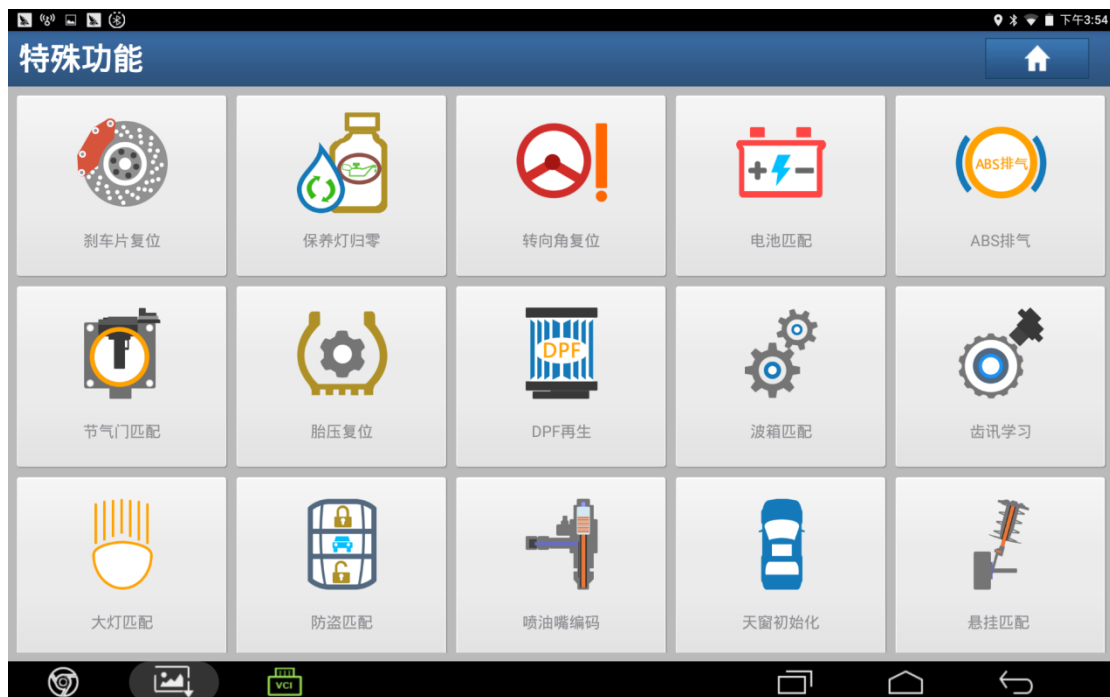 下午3:54
特殊功能
ABS排气
刹车片复位
保养灯归零
转向角复位
电池匹配
ABS排气
DPF
节气门匹配
胎压复位
DPF再生
波箱匹配
齿讯学习
大灯匹配
防盗匹配
喷油嘴编码
天窗初始化
悬挂匹配
VCI